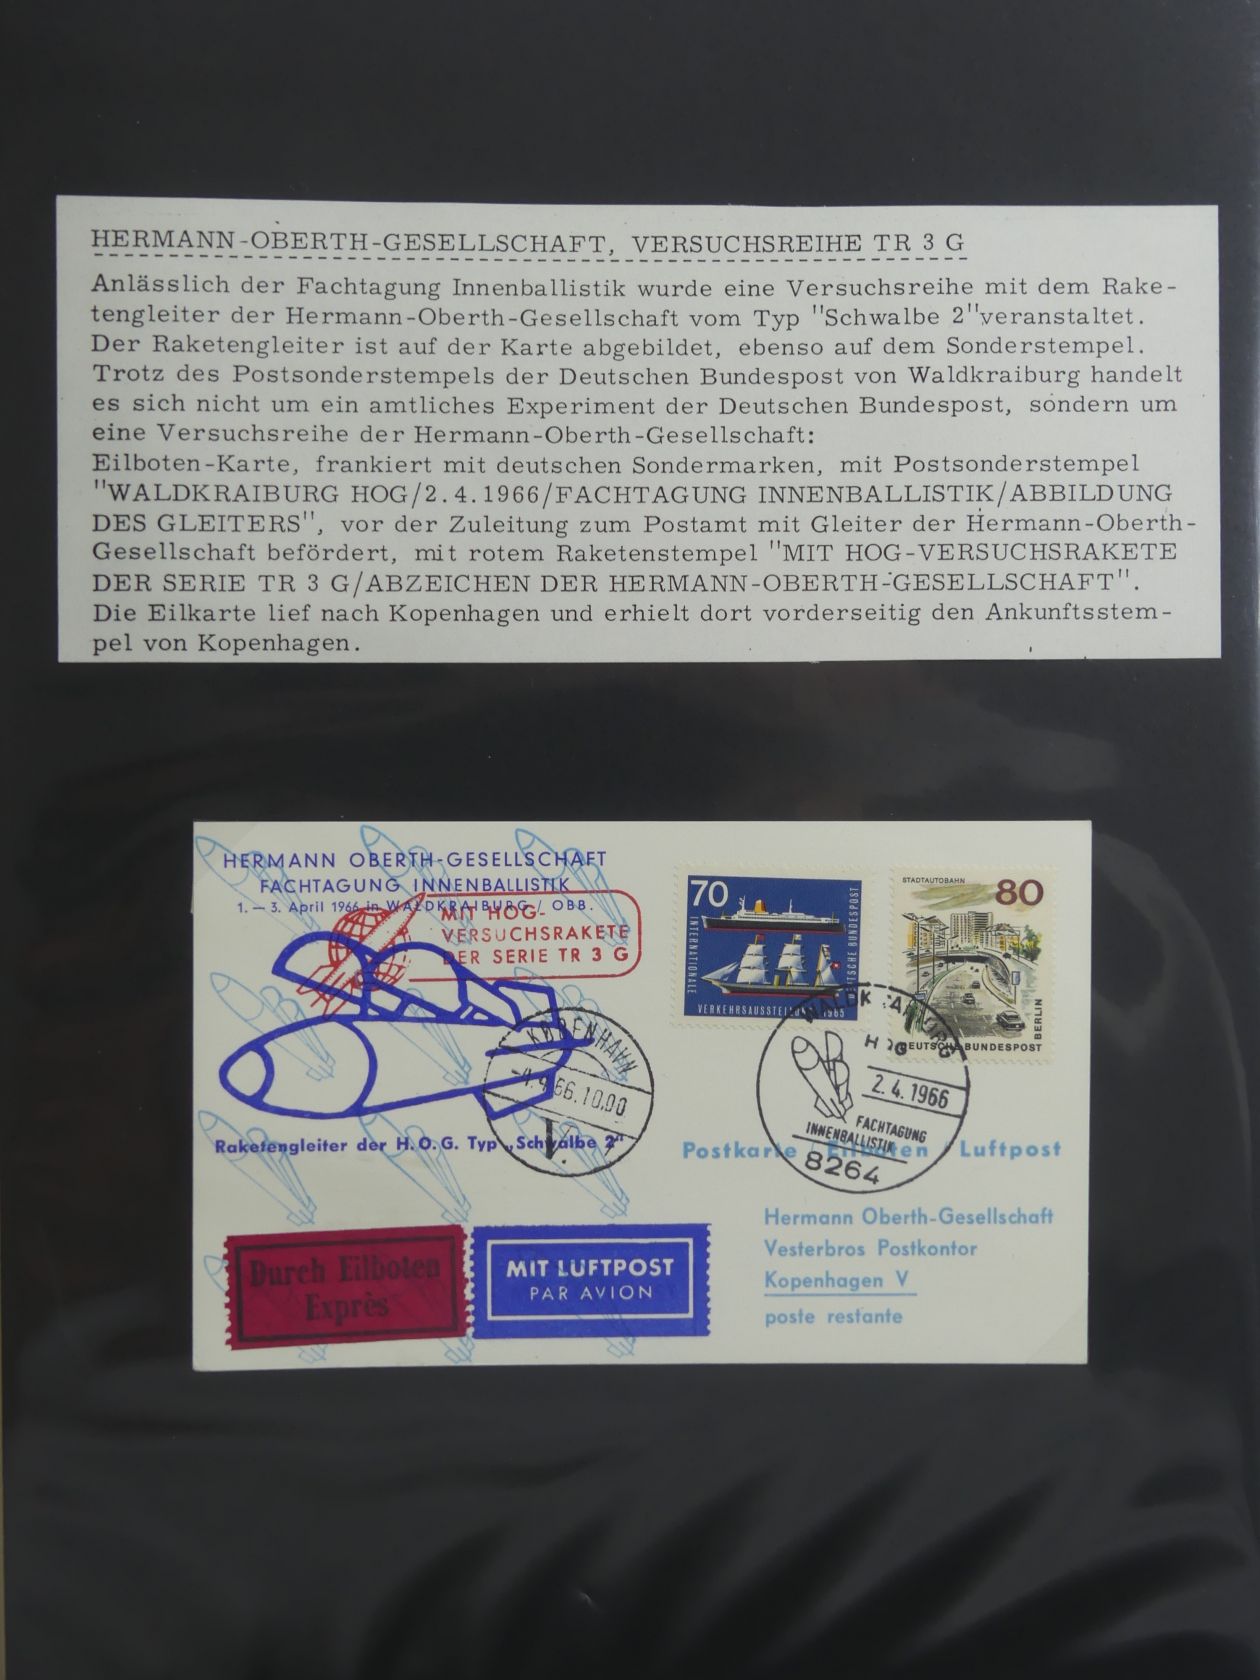 HERMANN-OBERTH-GESELLSCHAFT, VERSUCHSREIHE TR 3 G
Anlässlich der Fachtagung Innenballistik wurde eine Versuchsreihe mit dem Rake-
tengleiter der Hermann-Oberth-Gesellschaft vom Typ "Schwalbe 2"veranstaltet.
Der Raketengleiter ist auf der Karte abgebildet, ebenso auf dem Sonderstempel.
Trotz des Postsonderstempels der Deutschen Bundespost von Waldkraiburg handelt
es sich nicht um ein amtliches Experiment der Deutschen Bundespost, sondern um
eine Versuchsreihe der Hermann-Oberth-Gesellschaft:
Eilboten-Karte, frankiert mit deutschen Sondermarken, mit Postsonderstempel
"WALDKRAIBURG HOG/2.4.1966/FACHTAGUNG INNENBALLISTIK/ABBILDUNG
DES GLEITERS", vor der Zuleitung zum Postamt mit Gleiter der Hermann-Oberth-
Gesellschaft befördert, mit rotem Raketenstempel "MIT HOG-VERSUCHSRAKETE
DER SERIE TR 3 G/ABZEICHEN DER HERMANN-OBERTH-GESELLSCHAFT".
Die Eilkarte lief nach Kopenhagen und erhielt dort vorderseitig den Ankunftsstem-
pel von Kopenhagen.
HERMANN OBERTH-GESELLSCHAFT
FACHTAGUNG INNENBALLISTIK
1. — 3. April 1966 in WALDKRAIBURG / OBB.
MIT HOG-
VERSUCHSRAKETE
DER SERIE TR 3 G
70
INTERNATIONALE
VERKEHRSAUSSTELLUNG 1965
DEUTSCHE BUNDESPOST
STADTAUTOBAHN
80
BERLIN
DEUTSCHE BUNDESPOST
WALDKRAIBURG
HOG
2.4.1966
FACHTAGUNG
INNENBALLISTIK
8264
KØBENHAVN
-4.4.66.10.00
V.
Raketengleiter der H.O.G. Typ „Schwalbe 2"
Postkarte / Eilboten / Luftpost
Hermann Oberth-Gesellschaft
Vesterbros Postkontor
Kopenhagen V
poste restante
Durch Eilboten
Exprès
MIT LUFTPOST
PAR AVION